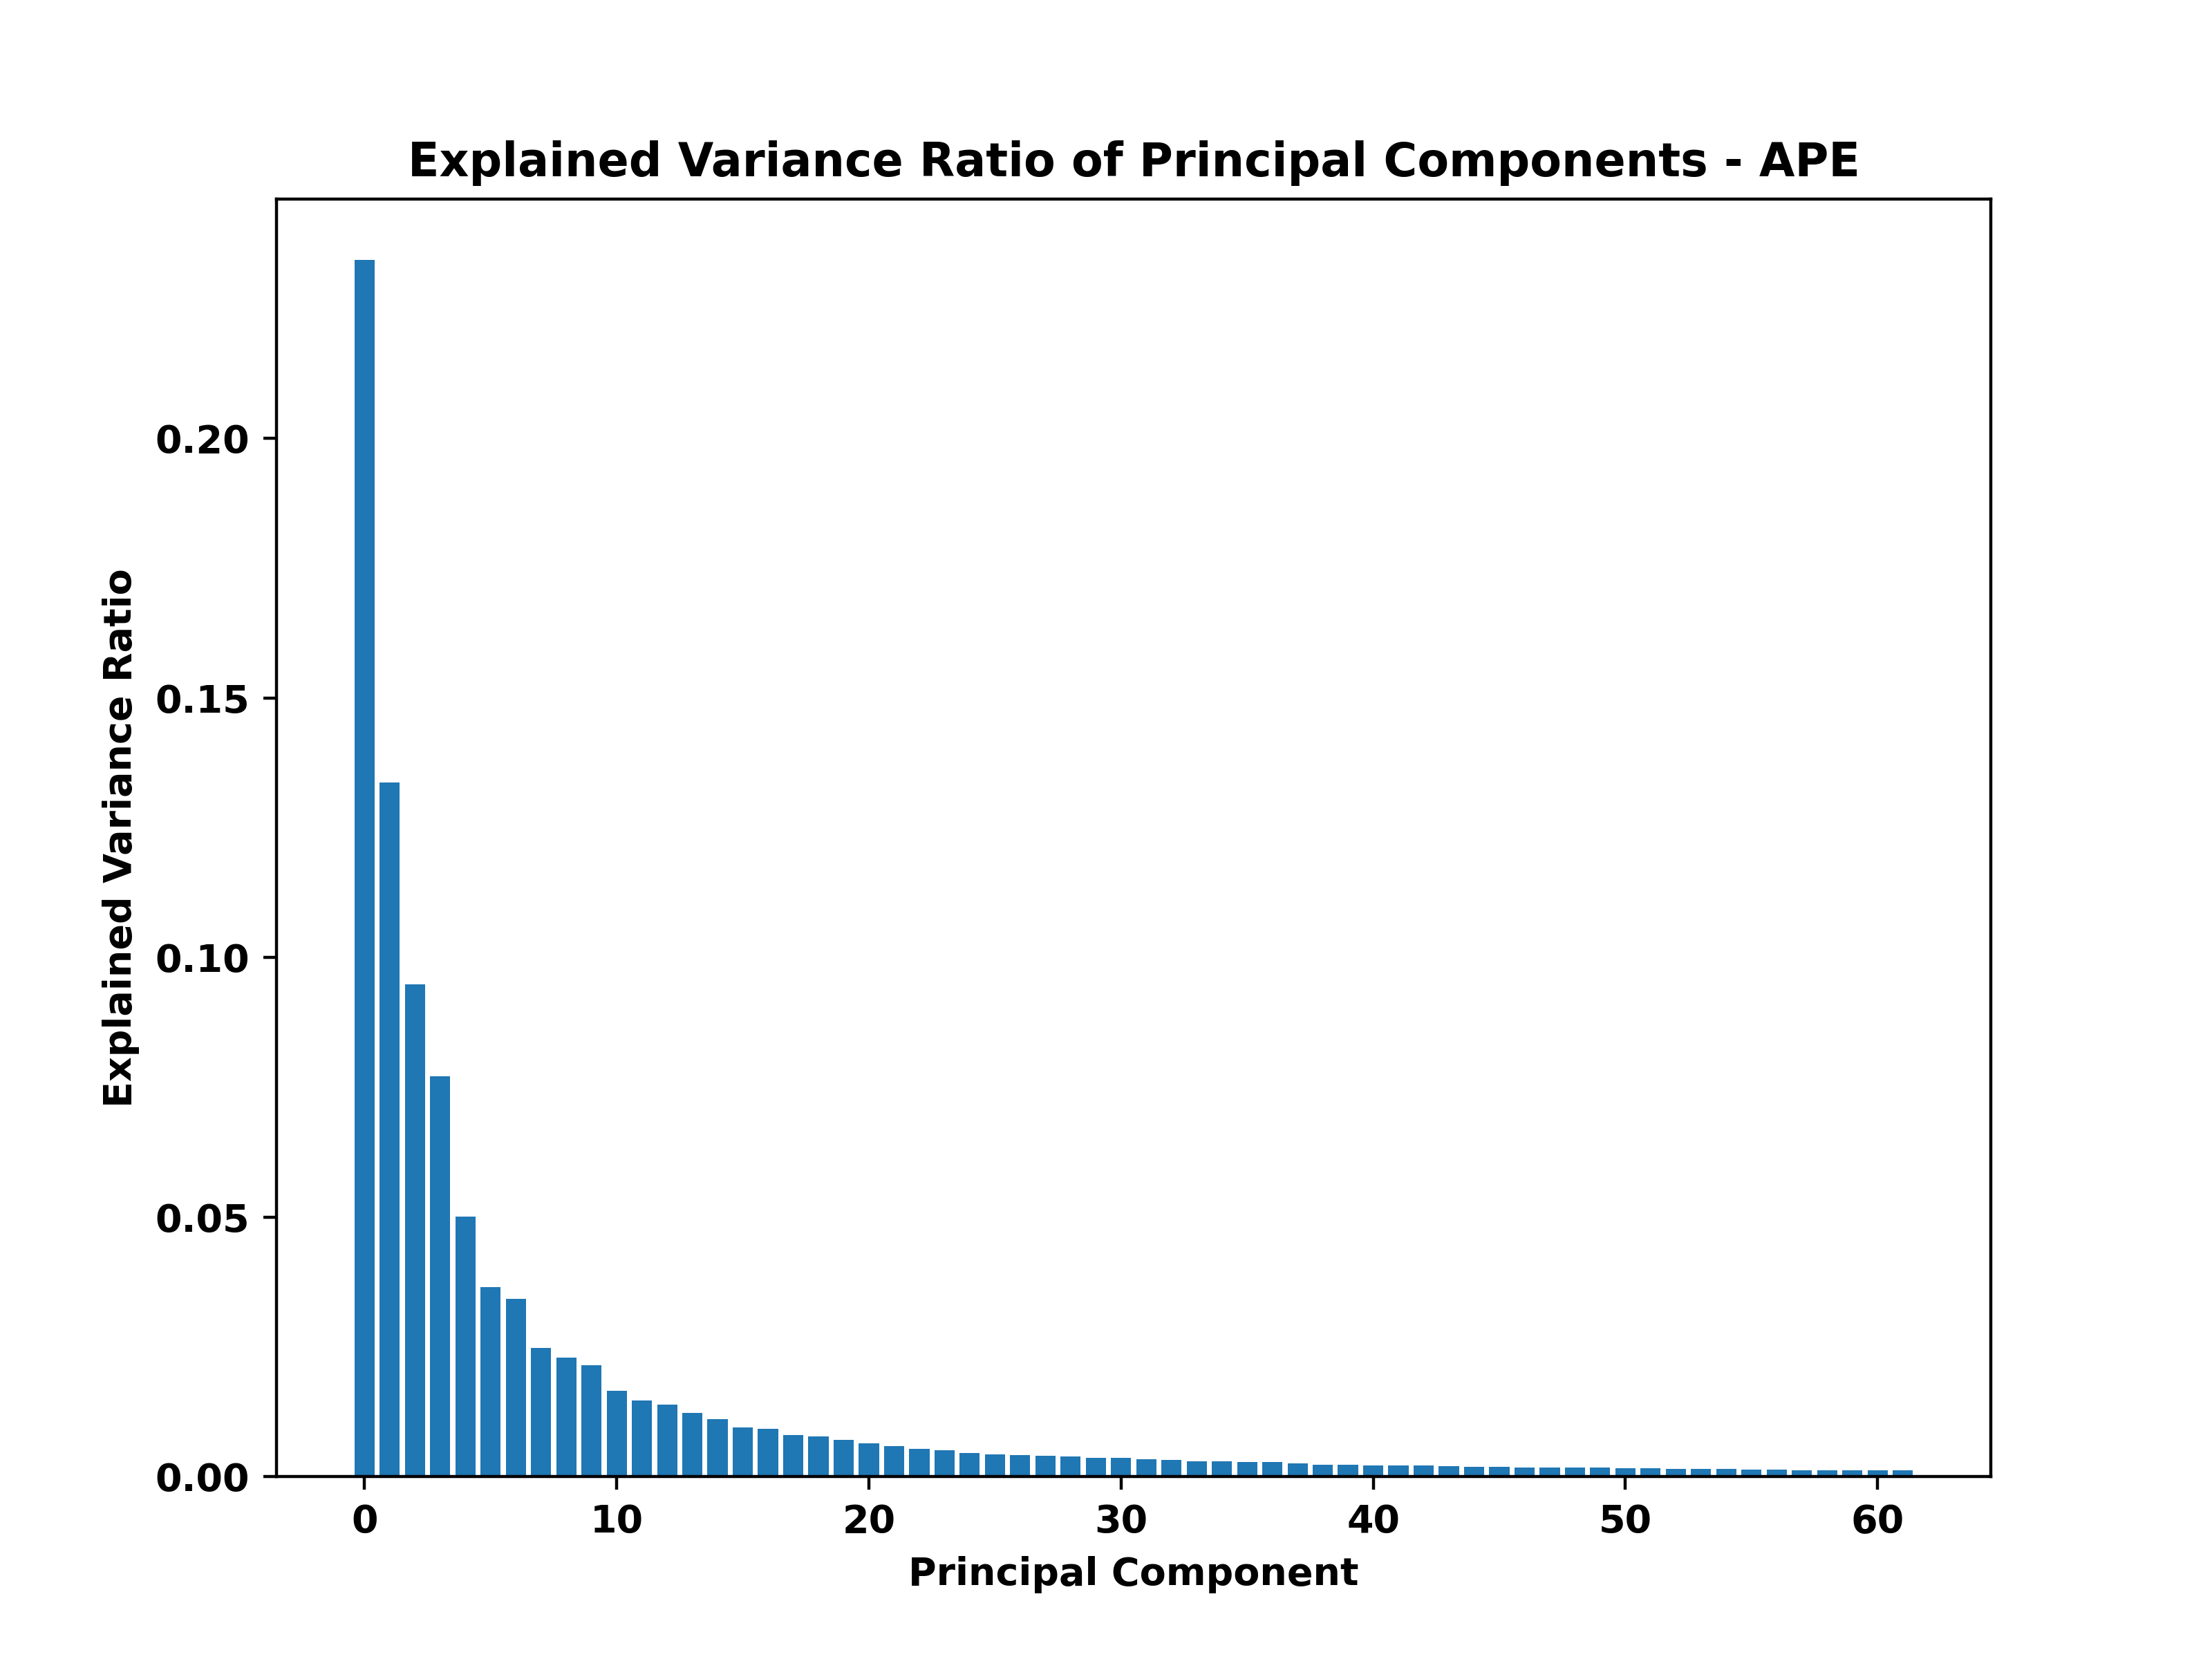 Explained Variance Ratio of Principal Components - APE
Explained Variance Ratio
0.20
0.15
0.10
0.05
0.00
0 10 20 30 40 50 60
Principal Component